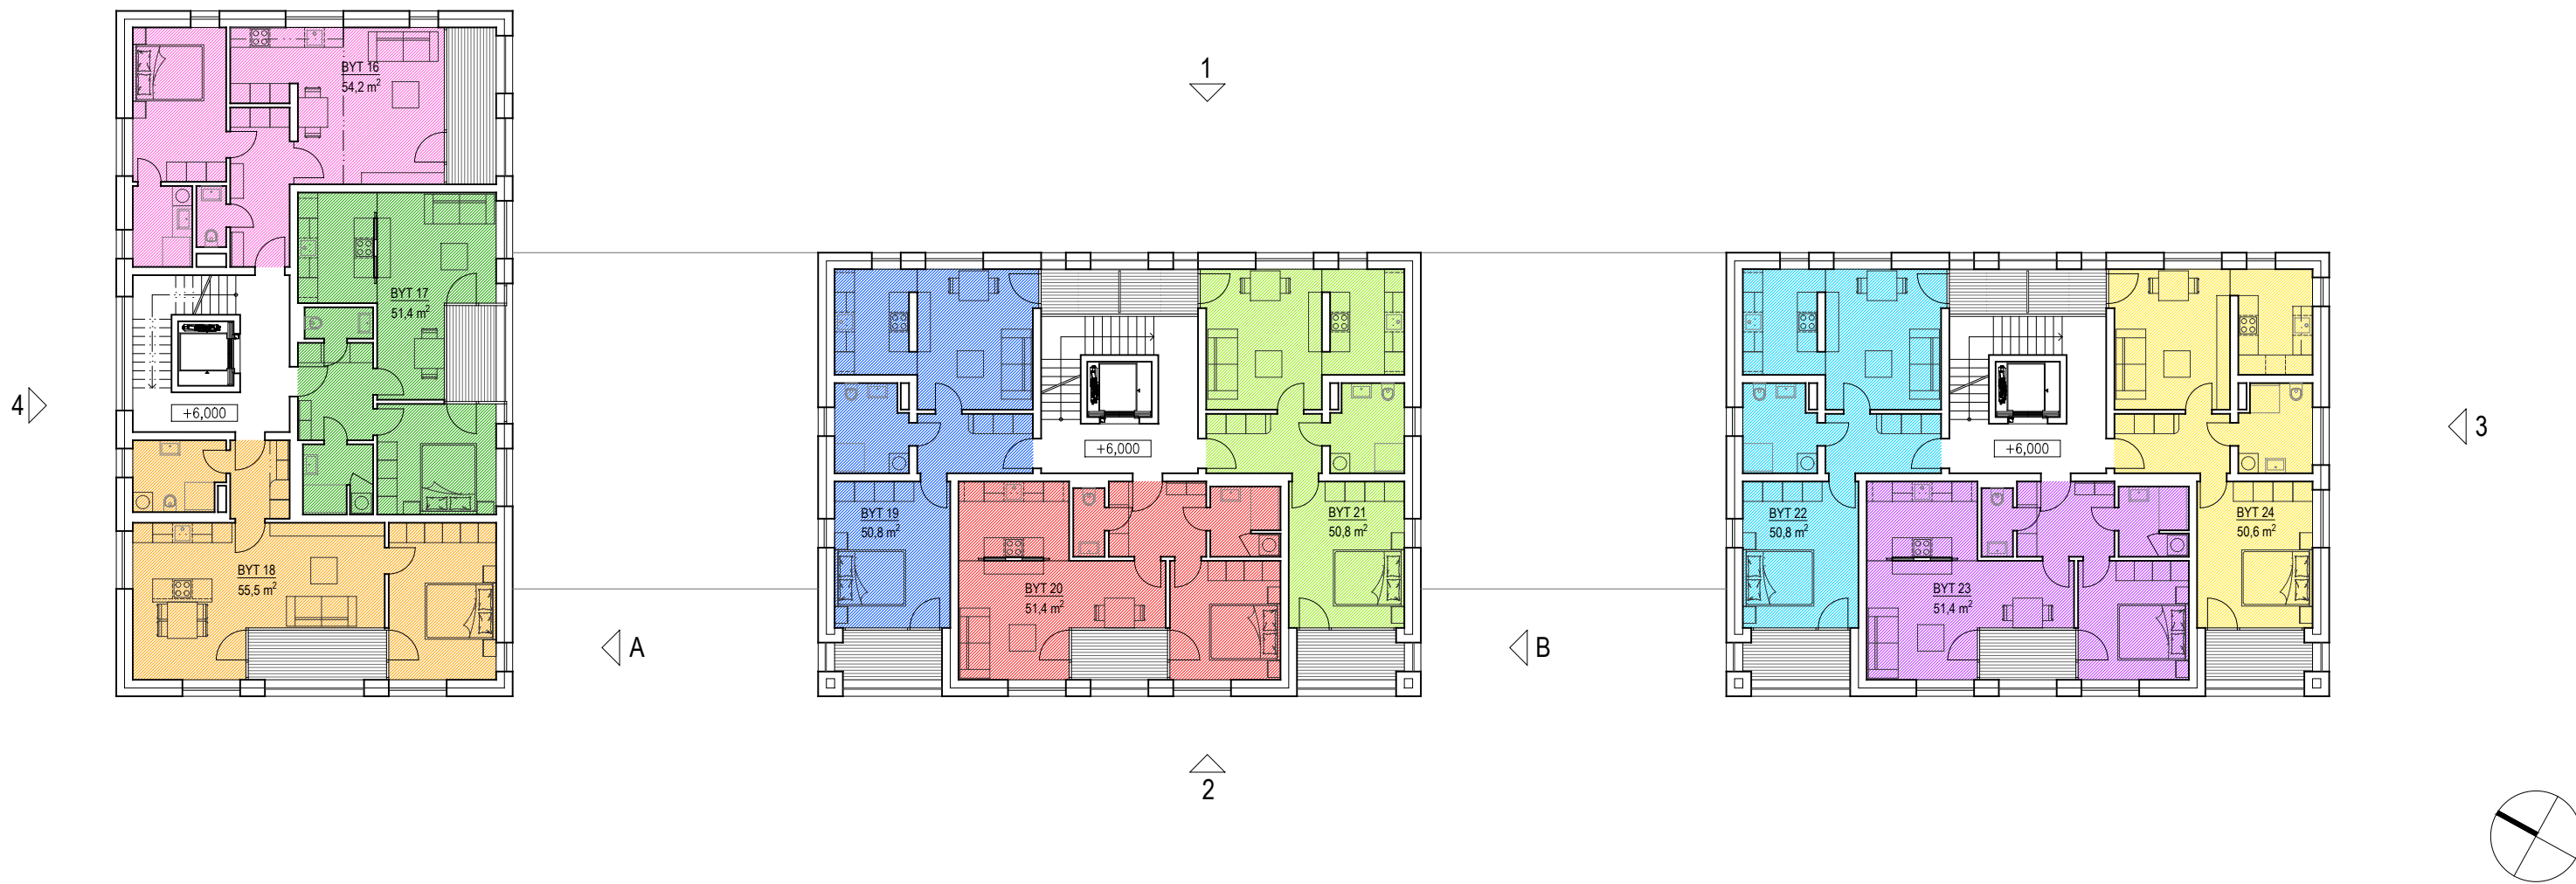 BYT 16
54,2 m²
1
BYT 17
51,4 m²
4
+6,000
+6,000
+6,000
3
BYT 19
50,8 m²
BYT 21
50,8 m²
BYT 22
50,8 m²
BYT 24
50,6 m²
BYT 18
55,5 m²
BYT 20
51,4 m²
BYT 23
51,4 m²
A
B
2